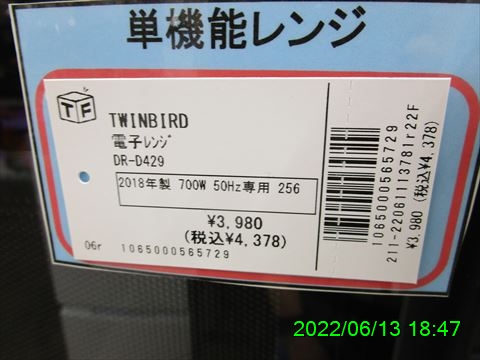 単機能レンジ
TF
TWINBIRD
電子ﾚﾝｼﾞ
DR-D429
2018年製 700W 50Hz専用 256
¥3,980
(税込¥4,378)
06r
1065000565729
1065000565729
211-22061113781r22F
¥3,980 (税込¥4,378)
2022/06/13 18:47